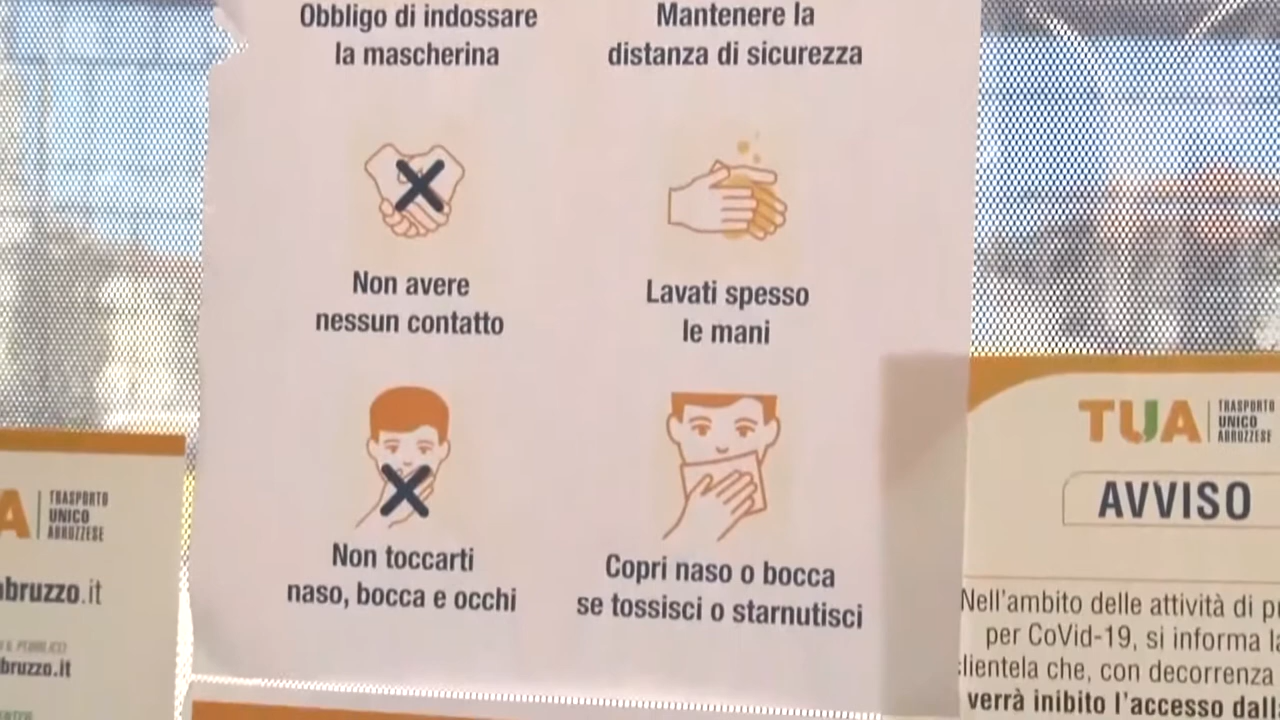 Obbligo di indossare
la mascherina
Mantenere la
distanza di sicurezza
Non avere
nessun contatto
Lavati spesso
le mani
Non toccarti
naso, bocca e occhi
Copri naso o bocca
se tossisci o starnutisci
A TRASPORTO
UNICO
ABRUZZESE
bruzzo.it
bruzzo.it
TUA TRASPORTO
UNICO
ABRUZZESE
AVVISO
Nell'ambito delle attività di
per CoVid-19, si informa
clientela che, con decorrenza
verrà inibito l'accesso